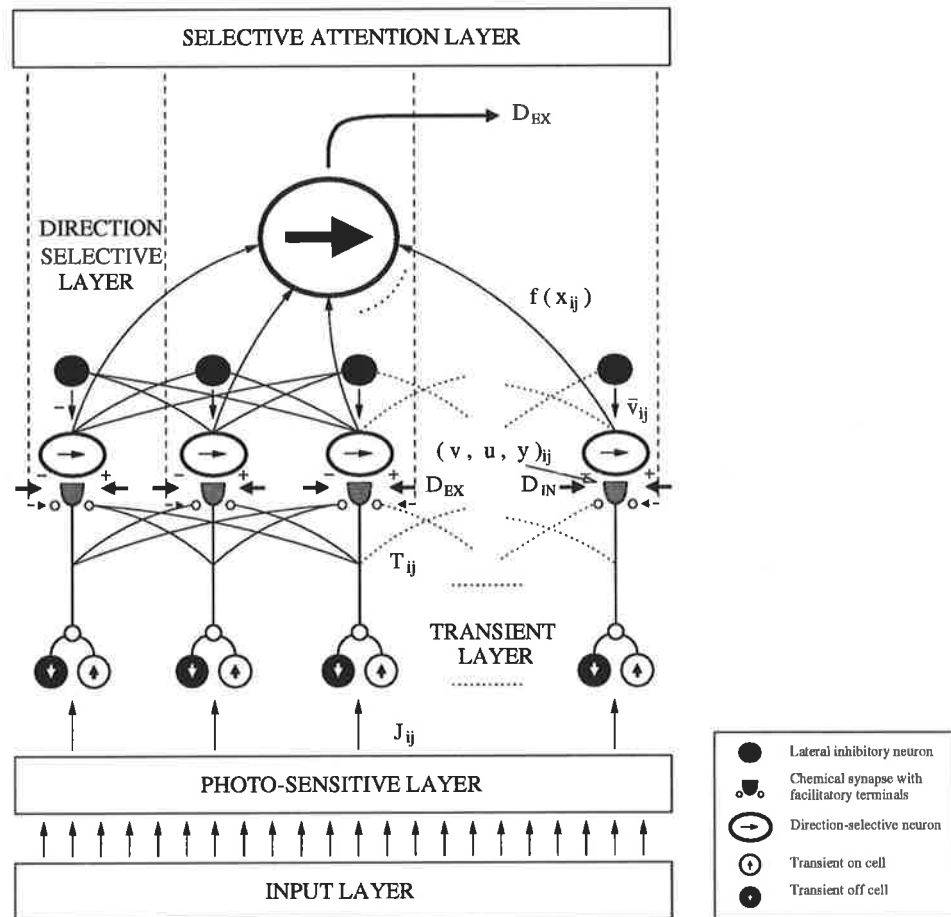 SELECTIVE ATTENTION LAYER
D_EX
DIRECTION
SELECTIVE
LAYER
f ( x_ij )
v̄_ij
(v , u , y)_ij
D_EX
D_IN
T_ij
TRANSIENT
LAYER
J_ij
PHOTO-SENSITIVE LAYER
INPUT LAYER
Lateral inhibitory neuron
Chemical synapse with
facilitatory terminals
Direction-selective neuron
Transient on cell
Transient off cell